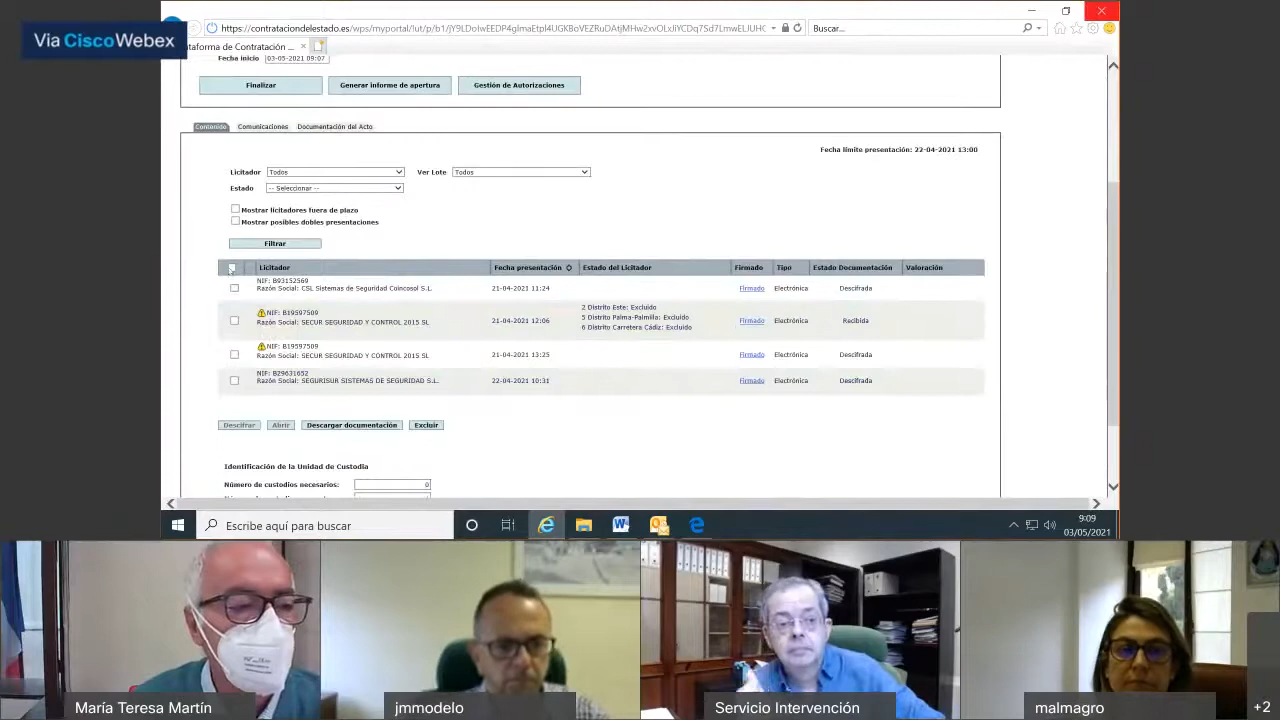 Via CiscoWebex
ataforma de Contratación ...
Buscar...
Fecha inicio 03-05-2021 09:07
Finalizar
Generar informe de apertura
Gestión de Autorizaciones
Contenido Comunicaciones Documentación del Acto
Fecha límite presentación: 22-04-2021 13:00
Licitador Todos Ver Lote Todos
Estado -- Seleccionar --
Mostrar licitadores fuera de plazo
Mostrar posibles dobles presentaciones
Filtrar
Licitador Fecha presentación Estado del Licitador Firmado Tipo Estado Documentación Valoración
NIF: B93152569
Razón Social: CSL Sistemas de Seguridad Coincosol S.L. 21-04-2021 11:24 Firmado Electrónica Descifrada
2 Distrito Este: Excluido
NIF: B19597509
Razón Social: SECUR SEGURIDAD Y CONTROL 2015 SL 21-04-2021 12:06 5 Distrito Palma-Palmilla: Excluido Firmado Electrónica Recibida
6 Distrito Carretera Cádiz: Excluido
NIF: B19597509
Razón Social: SECUR SEGURIDAD Y CONTROL 2015 SL 21-04-2021 13:25 Firmado Electrónica Descifrada
NIF: B29631652
Razón Social: SEGURISUR SISTEMAS DE SEGURIDAD S.L. 22-04-2021 10:31 Firmado Electrónica Descifrada
Descifrar Abrir Descargar documentación Excluir
Identificación de la Unidad de Custodia
Número de custodios necesarios: 0
Escribe aquí para buscar
9:09
03/05/2021
María Teresa Martín
jmmodelo
Servicio Intervención
malmagro
+2